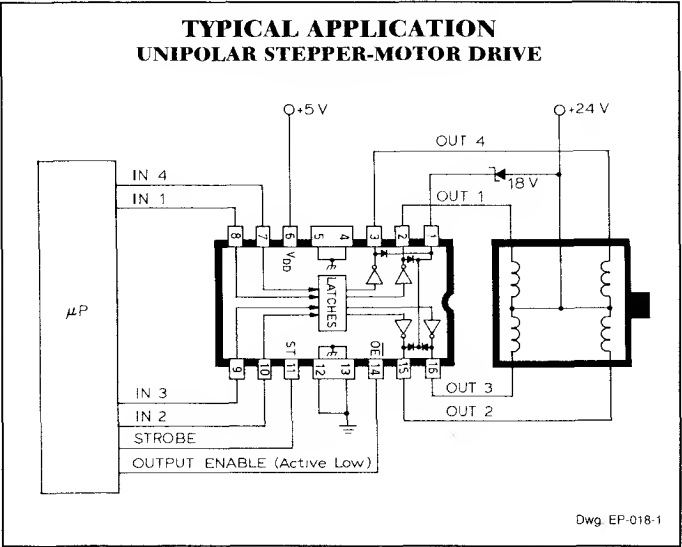 TYPICAL APPLICATION
UNIPOLAR STEPPER-MOTOR DRIVE
+5 V
+24 V
OUT 4
18 V
OUT 1
IN 4
IN 1
8 7 6 5 4 3 2 1
VDD
μP
LATCHES
ST
OE
9 10 11 12 13 14 15 16
IN 3
OUT 3
IN 2
OUT 2
STROBE
OUTPUT ENABLE (Active Low)
Dwg. EP-018-1